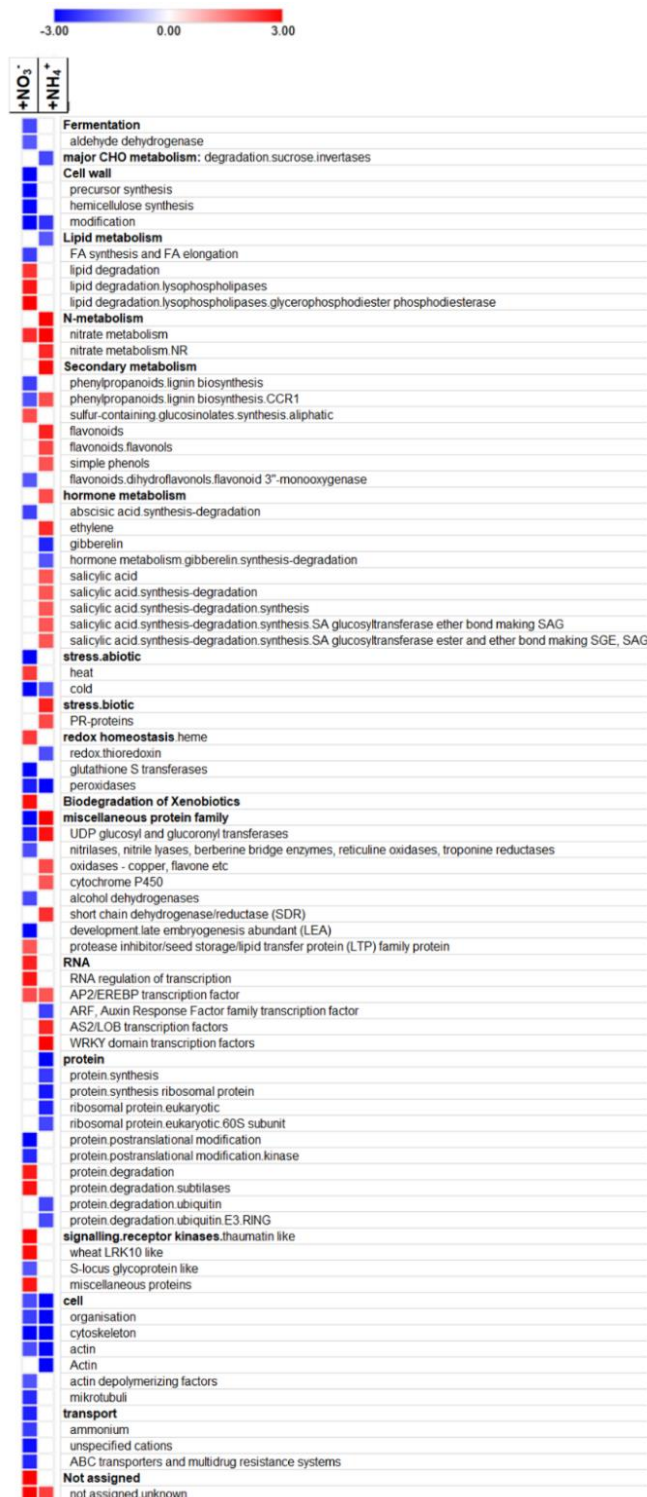 -3.00 0.00 3.00
+NO₃⁻ +NH₄⁺
Fermentation
aldehyde dehydrogenase
major CHO metabolism: degradation.sucrose.invertases
Cell wall
precursor synthesis
hemicellulose synthesis
modification
Lipid metabolism
FA synthesis and FA elongation
lipid degradation
lipid degradation.lysophospholipases
lipid degradation.lysophospholipases.glycerophosphodiester phosphodiesterase
N-metabolism
nitrate metabolism
nitrate metabolism.NR
Secondary metabolism
phenylpropanoids.lignin biosynthesis
phenylpropanoids.lignin biosynthesis.CCR1
sulfur-containing.glucosinolates.synthesis.aliphatic
flavonoids
flavonoids.flavonols
simple phenols
flavonoids.dihydroflavonols.flavonoid 3"-monooxygenase
hormone metabolism
abscisic acid.synthesis-degradation
ethylene
gibberelin
hormone metabolism.gibberelin.synthesis-degradation
salicylic acid
salicylic acid.synthesis-degradation
salicylic acid.synthesis-degradation.synthesis
salicylic acid.synthesis-degradation.synthesis.SA glucosyltransferase ether bond making SAG
salicylic acid.synthesis-degradation.synthesis.SA glucosyltransferase ester and ether bond making SGE, SAG
stress.abiotic
heat
cold
stress.biotic
PR-proteins
redox homeostasis.heme
redox.thioredoxin
glutathione S transferases
peroxidases
Biodegradation of Xenobiotics
miscellaneous protein family
UDP glucosyl and glucoronyl transferases
nitrilases, nitrile lyases, berberine bridge enzymes, reticuline oxidases, troponine reductases
oxidases - copper, flavone etc
cytochrome P450
alcohol dehydrogenases
short chain dehydrogenase/reductase (SDR)
development.late embryogenesis abundant (LEA)
protease inhibitor/seed storage/lipid transfer protein (LTP) family protein
RNA
RNA regulation of transcription
AP2/EREBP transcription factor
ARF, Auxin Response Factor family transcription factor
AS2/LOB transcription factors
WRKY domain transcription factors
protein
protein.synthesis
protein.synthesis ribosomal protein
ribosomal protein.eukaryotic
ribosomal protein.eukaryotic.60S subunit
protein.postranslational modification
protein.postranslational modification.kinase
protein.degradation
protein.degradation.subtilases
protein.degradation.ubiquitin
protein.degradation.ubiquitin.E3.RING
signalling.receptor kinases.thaumatin like
wheat LRK10 like
S-locus glycoprotein like
miscellaneous proteins
cell
organisation
cytoskeleton
actin
Actin
actin depolymerizing factors
mikrotubuli
transport
ammonium
unspecified cations
ABC transporters and multidrug resistance systems
Not assigned
not assigned.unknown